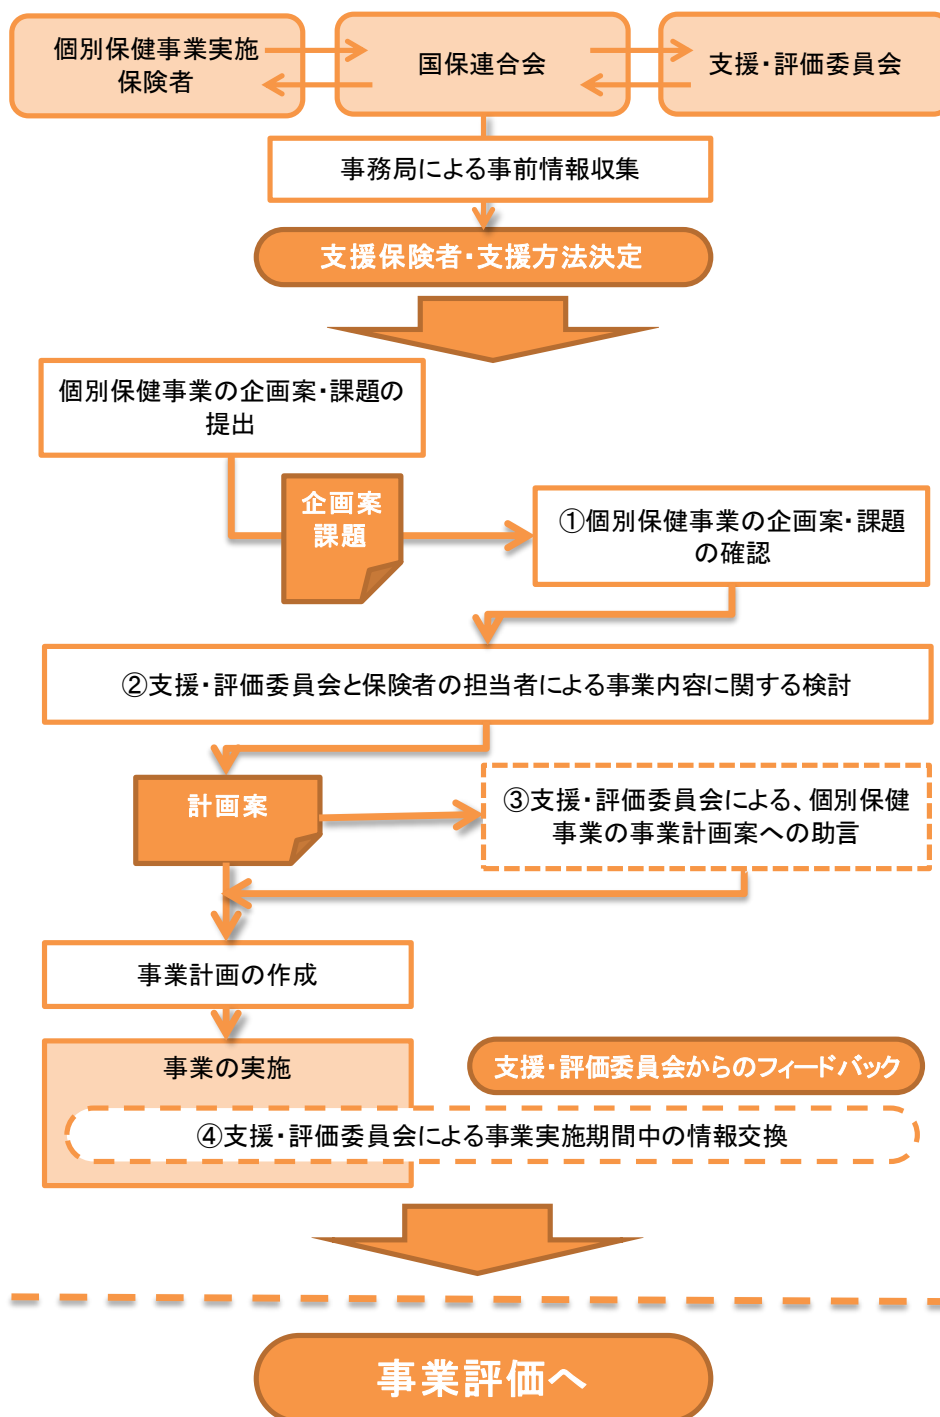 個別保健事業実施
保険者
国保連合会
支援・評価委員会
事務局による事前情報収集
支援保険者・支援方法決定
個別保健事業の企画案・課題の
提出
企画案
課題
①個別保健事業の企画案・課題
の確認
②支援・評価委員会と保険者の担当者による事業内容に関する検討
計画案
③支援・評価委員会による、個別保健
事業の事業計画案への助言
事業計画の作成
事業の実施
支援・評価委員会からのフィードバック
④支援・評価委員会による事業実施期間中の情報交換
事業評価へ